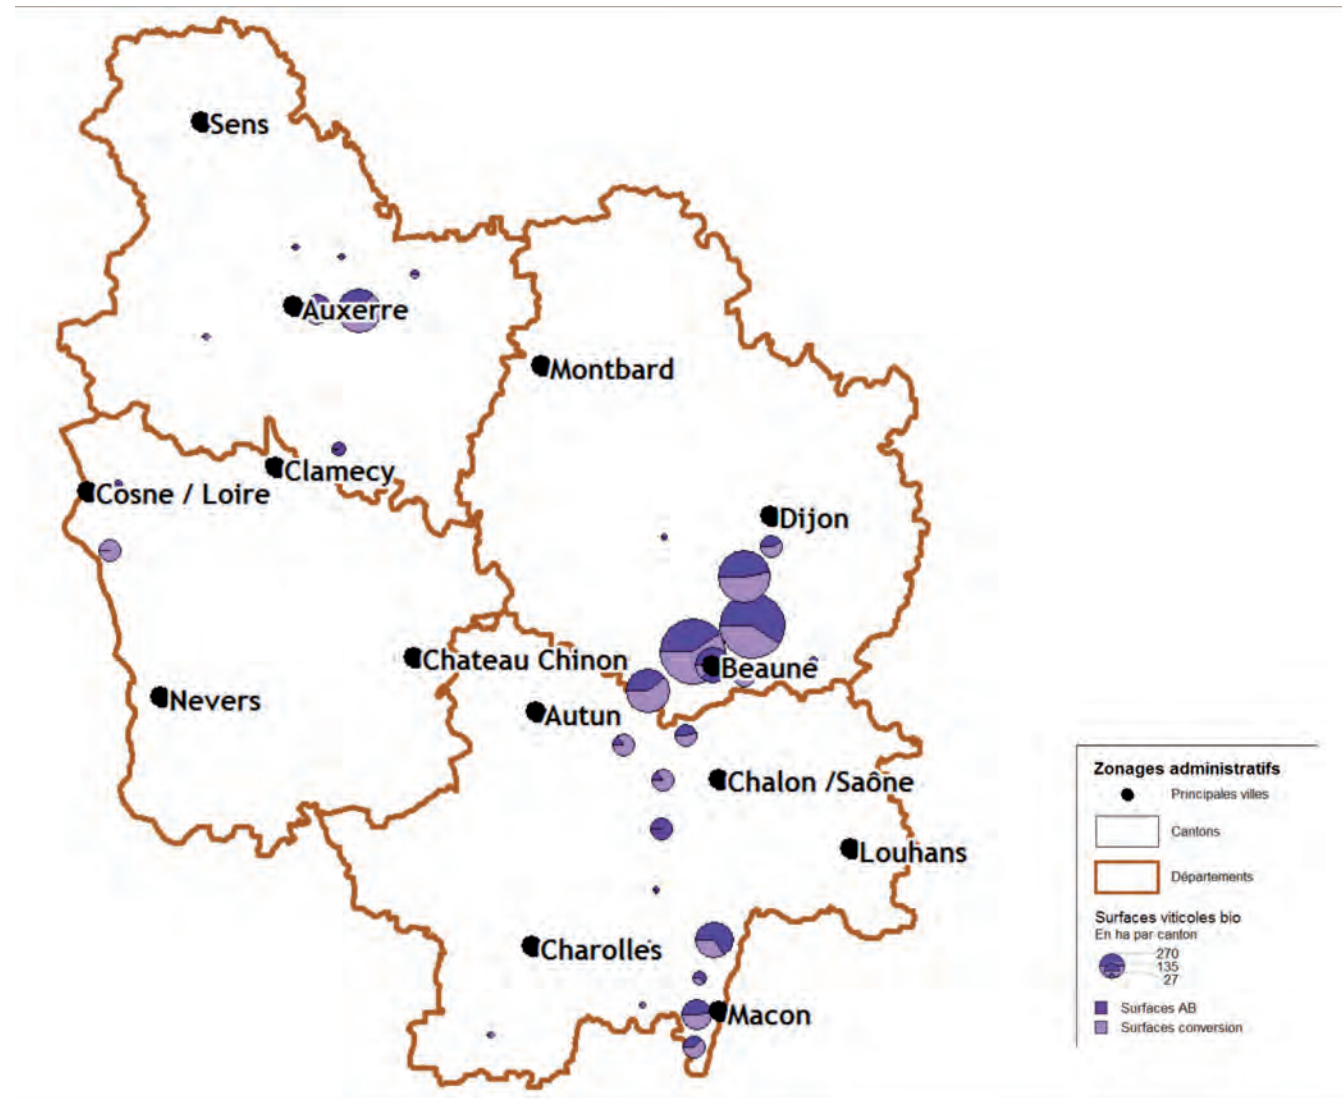 Sens
Auxerre
Montbard
Clamecy
Cosne / Loire
Dijon
Chateau Chinon
Beaune
Nevers
Autun
Chalon /Saône
Louhans
Charolles
Macon
Zonages administratifs
Principales villes
Cantons
Départements
Surfaces viticoles bio
En ha par canton
270
135
27
Surfaces AB
Surfaces conversion